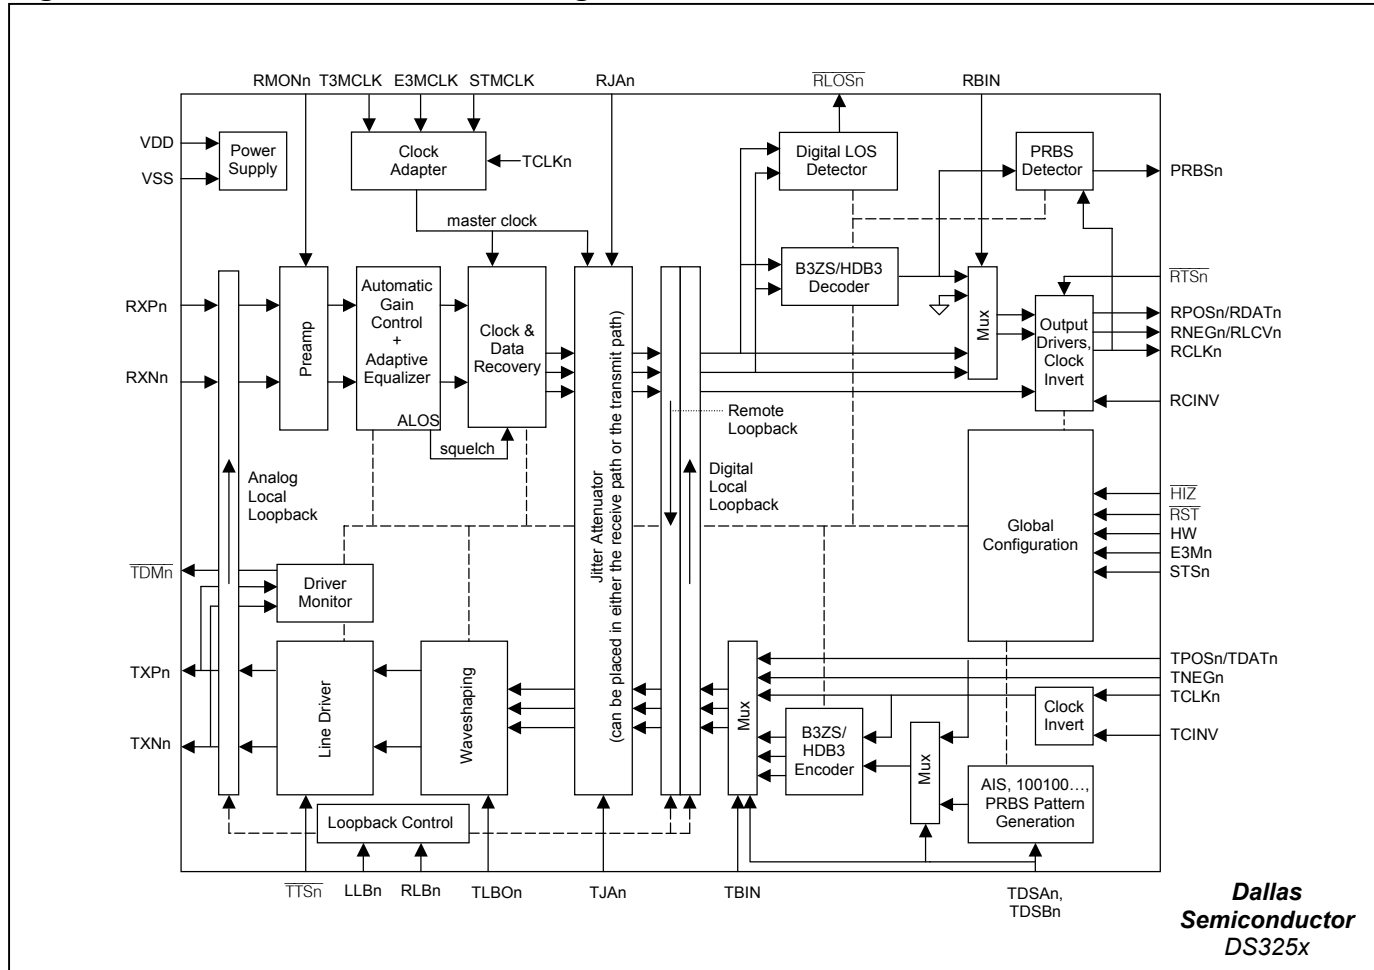 RMONn T3MCLK E3MCLK STMCLK RJAn RLOSn RBIN
VDD
VSS
Power
Supply
Clock
Adapter
TCLKn
Digital LOS
Detector
PRBS
Detector
PRBSn
master clock
RXPn
RXNn
Preamp
Automatic
Gain
Control
+
Adaptive
Equalizer
ALOS
squelch
Clock &
Data
Recovery
B3ZS/HDB3
Decoder
Mux
Output
Drivers,
Clock
Invert
RTSn
RPOSn/RDATn
RNEGn/RLCVn
RCLKn
RCINV
Remote
Loopback
Analog
Local
Loopback
Digital
Local
Loopback
Jitter Attenuator
(can be placed in either the receive path or the transmit path)
Global
Configuration
HIZ
RST
HW
E3Mn
STSn
TDMn
Driver
Monitor
TXPn
TXNn
Line Driver
Waveshaping
Mux
B3ZS/
HDB3
Encoder
Mux
Clock
Invert
TPOSn/TDATn
TNEGn
TCLKn
TCINV
AIS, 100100…,
PRBS Pattern
Generation
Loopback Control
TTSn LLBn RLBn TLBOn TJAn TBIN
TDSAn,
TDSBn
Dallas
Semiconductor
DS325x